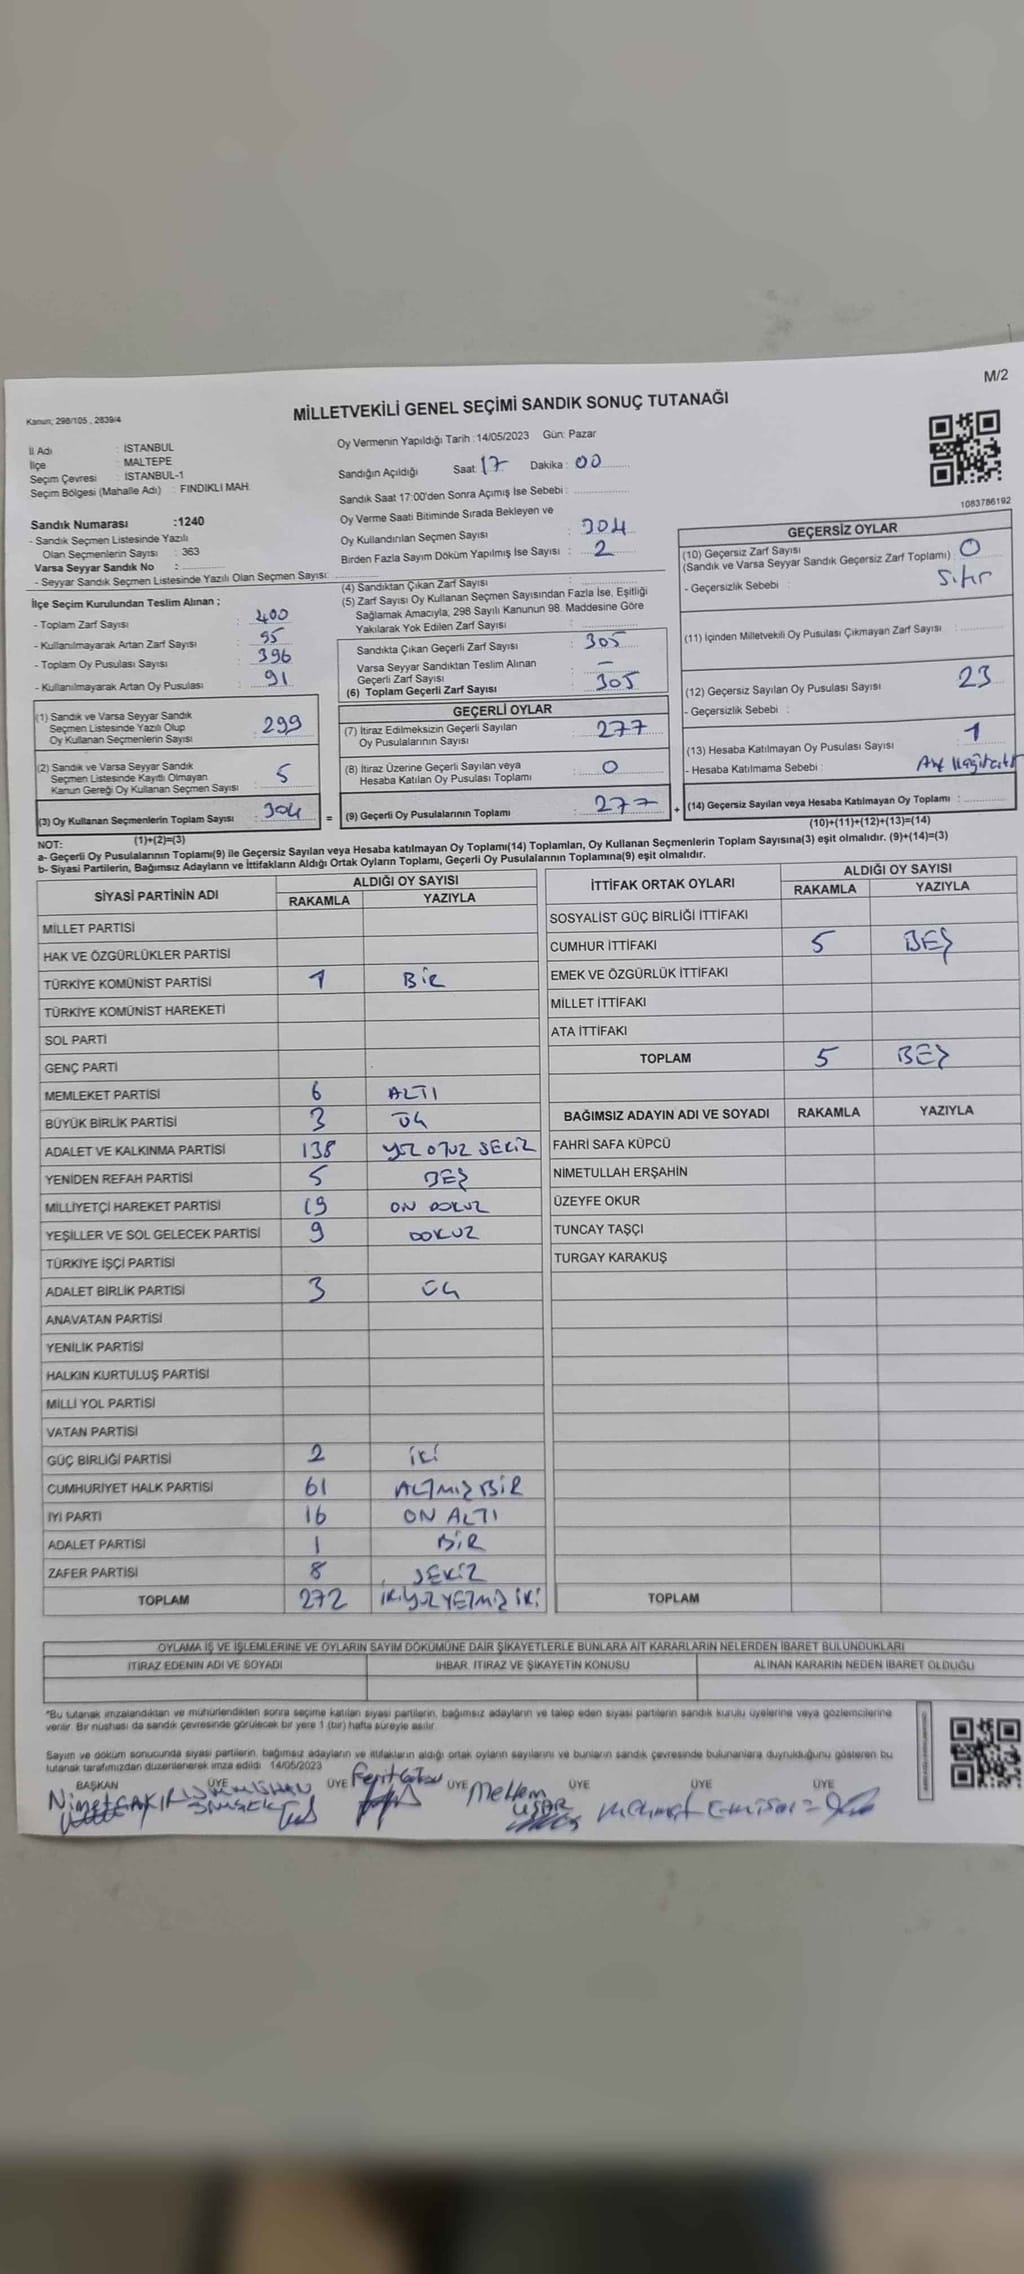 M/2
Kanun; 298/105 , 2839/4
MİLLETVEKİLİ GENEL SEÇİMİ SANDIK SONUÇ TUTANAĞI
İl Adı : İSTANBUL
İlçe : MALTEPE
Seçim Çevresi : İSTANBUL-1
Seçim Bölgesi (Mahalle Adı) : FINDIKLI MAH.
Sandık Numarası :1240
- Sandık Seçmen Listesinde Yazılı
Olan Seçmenlerin Sayısı : 363
Varsa Seyyar Sandık No :
- Seyyar Sandık Seçmen Listesinde Yazılı Olan Seçmen Sayısı:
Oy Vermenin Yapıldığı Tarih : 14/05/2023 Gün: Pazar
Sandığın Açıldığı Saat: 17 Dakika : 00
Sandık Saat 17:00'den Sonra Açımış İse Sebebi :
Oy Verme Saati Bitiminde Sırada Bekleyen ve
Oy Kullandırılan Seçmen Sayısı : 304
Birden Fazla Sayım Döküm Yapılmış İse Sayısı : 2
1083786192
İlçe Seçim Kurulundan Teslim Alınan ;
- Toplam Zarf Sayısı : 400
- Kullanılmayarak Artan Zarf Sayısı : 95
- Toplam Oy Pusulası Sayısı : 396
- Kullanılmayarak Artan Oy Pusulası : 91
(4) Sandıktan Çıkan Zarf Sayısı :
(5) Zarf Sayısı Oy Kullanan Seçmen Sayısından Fazla İse, Eşitliği
Sağlamak Amacıyla, 298 Sayılı Kanunun 98. Maddesine Göre
Yakılarak Yok Edilen Zarf Sayısı :
Sandıkta Çıkan Geçerli Zarf Sayısı : 305
Varsa Seyyar Sandıktan Teslim Alınan
Geçerli Zarf Sayısı : -
(6) Toplam Geçerli Zarf Sayısı : 305
GEÇERSİZ OYLAR
(10) Geçersiz Zarf Sayısı : 0
(Sandık ve Varsa Seyyar Sandık Geçersiz Zarf Toplamı)
- Geçersizlik Sebebi : Sıfır
(11) İçinden Milletvekili Oy Pusulası Çıkmayan Zarf Sayısı :
(12) Geçersiz Sayılan Oy Pusulası Sayısı : 23
- Geçersizlik Sebebi :
(13) Hesaba Katılmayan Oy Pusulası Sayısı : 1
- Hesaba Katılmama Sebebi :
(14) Geçersiz Sayılan veya Hesaba Katılmayan Oy Toplamı :
(10)+(11)+(12)+(13)=(14)
(1) Sandık ve Varsa Seyyar Sandık
Seçmen Listesinde Yazılı Olup
Oy Kullanan Seçmenlerin Sayısı : 299
(2) Sandık ve Varsa Seyyar Sandık
Seçmen Listesinde Kayıtlı Olmayan
Kanun Gereği Oy Kullanan Seçmen Sayısı : 5
(3) Oy Kullanan Seçmenlerin Toplam Sayısı : 304
(1)+(2)=(3)
GEÇERLİ OYLAR
(7) İtiraz Edilmeksizin Geçerli Sayılan
Oy Pusulalarının Sayısı : 277
(8) İtiraz Üzerine Geçerli Sayılan veya
Hesaba Katılan Oy Pusulası Toplamı : 0
= (9) Geçerli Oy Pusulalarının Toplamı : 277 +
NOT:
a- Geçerli Oy Pusulalarının Toplamı(9) ile Geçersiz Sayılan veya Hesaba katılmayan Oy Toplamı(14) Toplamları, Oy Kullanan Seçmenlerin Toplam Sayısına(3) eşit olmalıdır. (9)+(14)=(3)
b- Siyasi Partilerin, Bağımsız Adayların ve İttifakların Aldığı Ortak Oyların Toplamı, Geçerli Oy Pusulalarının Toplamına(9) eşit olmalıdır.
SİYASİ PARTİNİN ADI ALDIĞI OY SAYISI
RAKAMLA YAZIYLA
MİLLET PARTİSİ
HAK VE ÖZGÜRLÜKLER PARTİSİ
TÜRKİYE KOMÜNİST PARTİSİ 1 BİR
TÜRKİYE KOMÜNİST HAREKETİ
SOL PARTİ
GENÇ PARTİ
MEMLEKET PARTİSİ 6 ALTI
BÜYÜK BİRLİK PARTİSİ 3 ÜÇ
ADALET VE KALKINMA PARTİSİ 138 YÜZ OTUZ SEKİZ
YENİDEN REFAH PARTİSİ 5 BEŞ
MİLLİYETÇİ HAREKET PARTİSİ 19 ON DOKUZ
YEŞİLLER VE SOL GELECEK PARTİSİ 9 DOKUZ
TÜRKİYE İŞÇİ PARTİSİ
ADALET BİRLİK PARTİSİ 3 ÜÇ
ANAVATAN PARTİSİ
YENİLİK PARTİSİ
HALKIN KURTULUŞ PARTİSİ
MİLLİ YOL PARTİSİ
VATAN PARTİSİ
GÜÇ BİRLİĞİ PARTİSİ 2 İKİ
CUMHURİYET HALK PARTİSİ 61 ALTMIŞ BİR
İYİ PARTİ 16 ON ALTI
ADALET PARTİSİ 1 BİR
ZAFER PARTİSİ 8 SEKİZ
TOPLAM 272 İKİYÜZ YETMİŞ İKİ
İTTİFAK ORTAK OYLARI ALDIĞI OY SAYISI
RAKAMLA YAZIYLA
SOSYALİST GÜÇ BİRLİĞİ İTTİFAKI
CUMHUR İTTİFAKI 5 BEŞ
EMEK VE ÖZGÜRLÜK İTTİFAKI
MİLLET İTTİFAKI
ATA İTTİFAKI
TOPLAM 5 BEŞ
BAĞIMSIZ ADAYIN ADI VE SOYADI RAKAMLA YAZIYLA
FAHRİ SAFA KÜPCÜ
NİMETULLAH ERŞAHİN
ÜZEYFE OKUR
TUNCAY TAŞÇI
TURGAY KARAKUŞ
TOPLAM
OYLAMA İŞ VE İŞLEMLERİNE VE OYLARIN SAYIM DÖKÜMÜNE DAİR ŞİKAYETLERLE BUNLARA AİT KARARLARIN NELERDEN İBARET BULUNDUKLARI
İTİRAZ EDENİN ADI VE SOYADI İHBAR, İTİRAZ VE ŞİKAYETİN KONUSU ALINAN KARARIN NEDEN İBARET OLDUĞU
*Bu tutanak imzalandıktan ve mühürlendikten sonra seçime katılan siyasi partilerin, bağımsız adayların ve talep eden siyasi partilerin sandık kurulu üyelerine veya gözlemcilerine
verilir. Bir nüshası da sandık çevresinde görülecek bir yere 1 (bir) hafta süreyle asılır.
Sayım ve döküm sonucunda siyasi partilerin, bağımsız adayların ve ittifakların aldığı ortak oyların sayılarını ve bunların sandık çevresinde bulunanlara duyrulduğunu gösteren bu
tutanak tarafımızdan düzenlenerek imza edildi. 14/05/2023
BAŞKAN ÜYE ÜYE ÜYE ÜYE ÜYE ÜYE
Nimet ÇAKIR Meltem